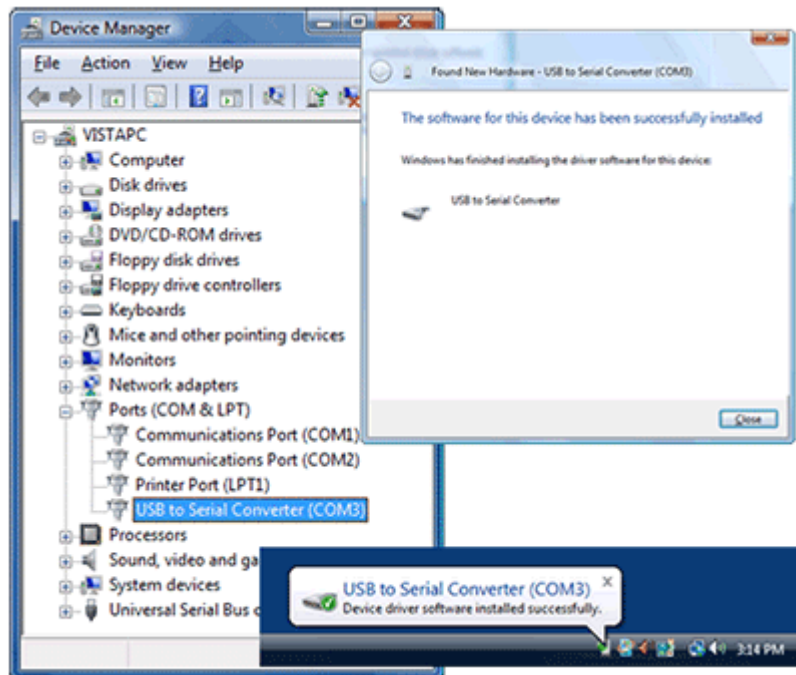 Device Manager
File Action View Help
VISTAPC
Computer
Disk drives
Display adapters
DVD/CD-ROM drives
Floppy disk drives
Floppy drive controllers
Keyboards
Mice and other pointing devices
Monitors
Network adapters
Ports (COM & LPT)
Communications Port (COM1)
Communications Port (COM2)
Printer Port (LPT1)
USB to Serial Converter (COM3)
Processors
Sound, video and ga
System devices
Universal Serial Bus
Found New Hardware - USB to Serial Converter (COM3)
The software for this device has been successfully installed
Windows has finished installing the driver software for this device:
USB to Serial Converter
Close
USB to Serial Converter (COM3)
Device driver software installed successfully.
3:14 PM